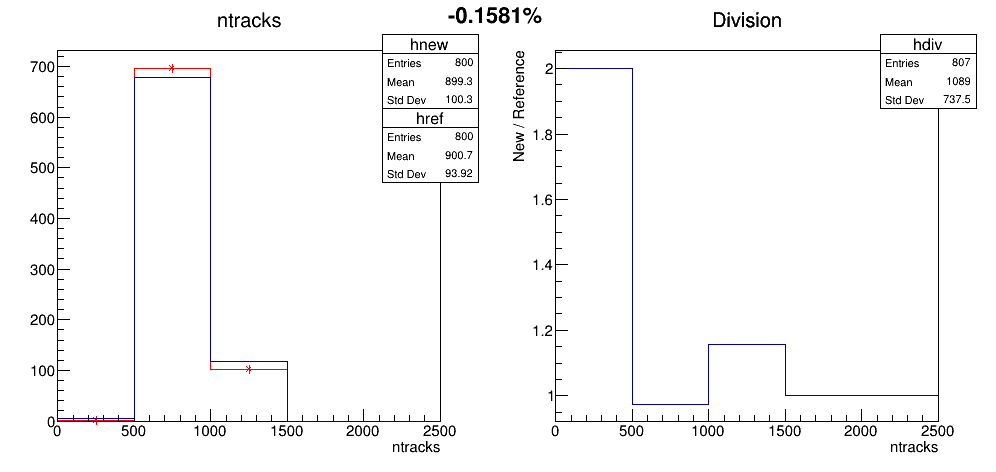 -0.1581%
ntracks
hnew
Entries 800
Mean 899.3
Std Dev 100.3
href
Entries 800
Mean 900.7
Std Dev 93.92
700
600
500
400
300
200
100
0
0 500 1000 1500 2000 2500
ntracks
Division
hdiv
Entries 807
Mean 1089
Std Dev 737.5
New / Reference
2
1.8
1.6
1.4
1.2
1
0 500 1000 1500 2000 2500
ntracks